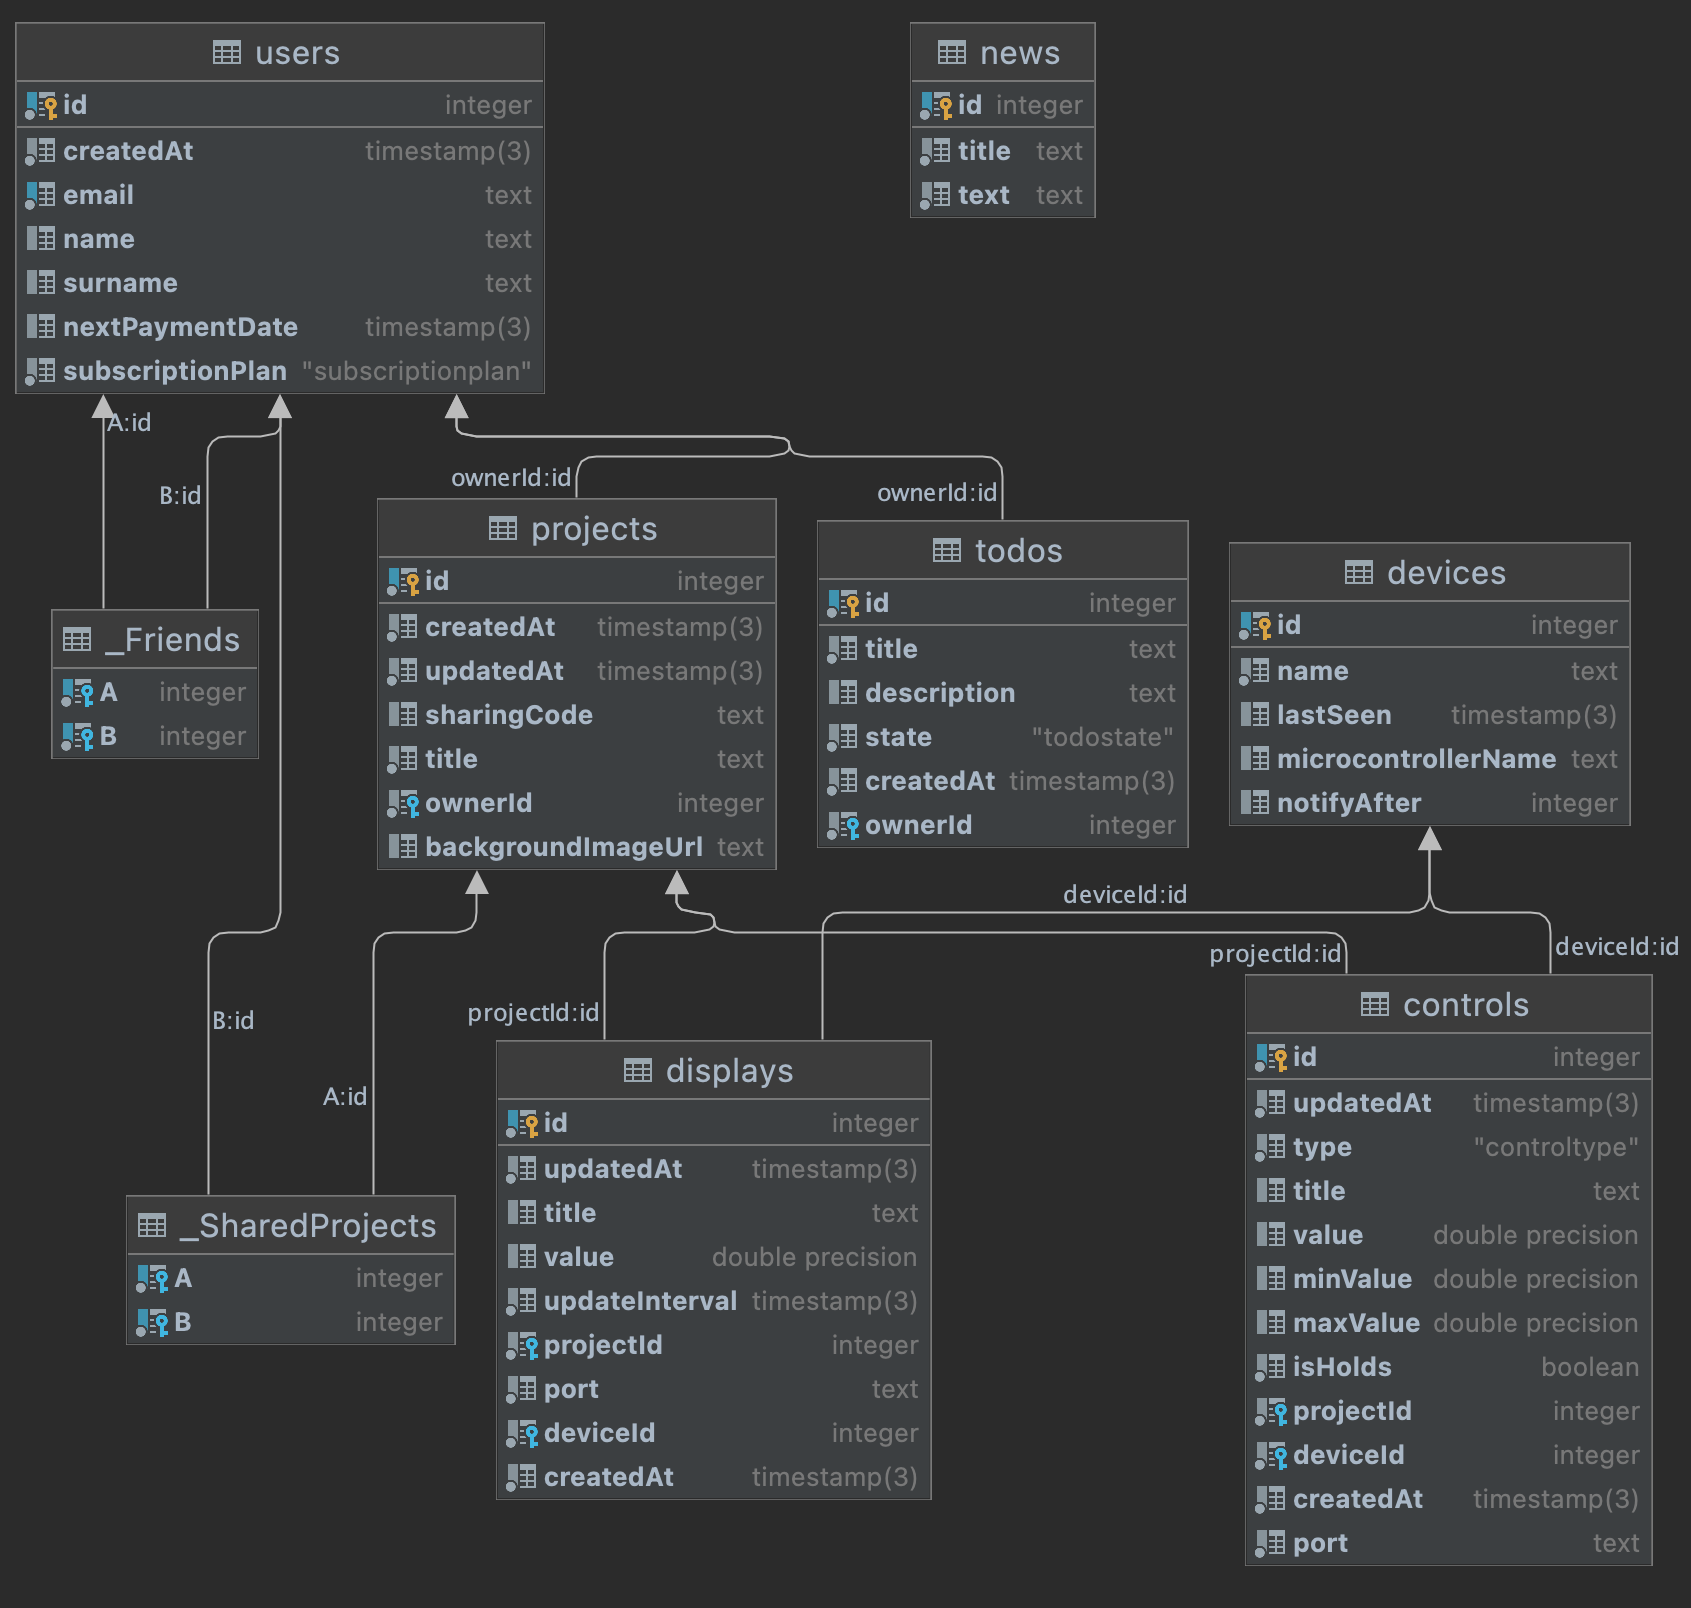 users
id integer
createdAt timestamp(3)
email text
name text
surname text
nextPaymentDate timestamp(3)
subscriptionPlan "subscriptionplan"
news
id integer
title text
text text
A:id
B:id
ownerId:id
ownerId:id
_Friends
A integer
B integer
projects
id integer
createdAt timestamp(3)
updatedAt timestamp(3)
sharingCode text
title text
ownerId integer
backgroundImageUrl text
todos
id integer
title text
description text
state "todostate"
createdAt timestamp(3)
ownerId integer
devices
id integer
name text
lastSeen timestamp(3)
microcontrollerName text
notifyAfter integer
deviceId:id
projectId:id
deviceId:id
projectId:id
B:id
A:id
_SharedProjects
A integer
B integer
displays
id integer
updatedAt timestamp(3)
title text
value double precision
updateInterval timestamp(3)
projectId integer
port text
deviceId integer
createdAt timestamp(3)
controls
id integer
updatedAt timestamp(3)
type "controltype"
title text
value double precision
minValue double precision
maxValue double precision
isHolds boolean
projectId integer
deviceId integer
createdAt timestamp(3)
port text